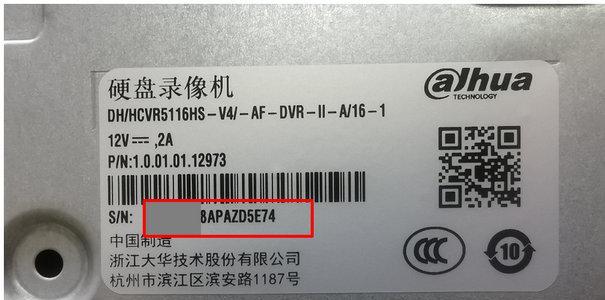 硬盘录像机
alhua
TECHNOLOGY
DH/HCVR5116HS-V4/-AF-DVR-II-A/16-1
12V⎓,2A
P/N:1.0.01.01.12973
S/N: 8APAZD5E74
中国制造
浙江大华技术股份有限公司
杭州市滨江区滨安路1187号
CCC
10